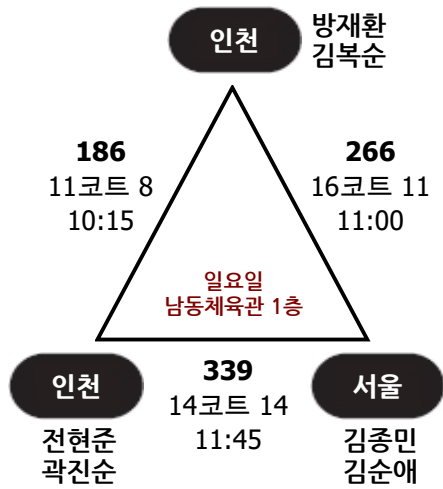 인천
방재환
김복순
186
11코트 8
10:15
266
16코트 11
11:00
일요일
남동체육관 1층
인천
전현준
곽진순
339
14코트 14
11:45
서울
김종민
김순애